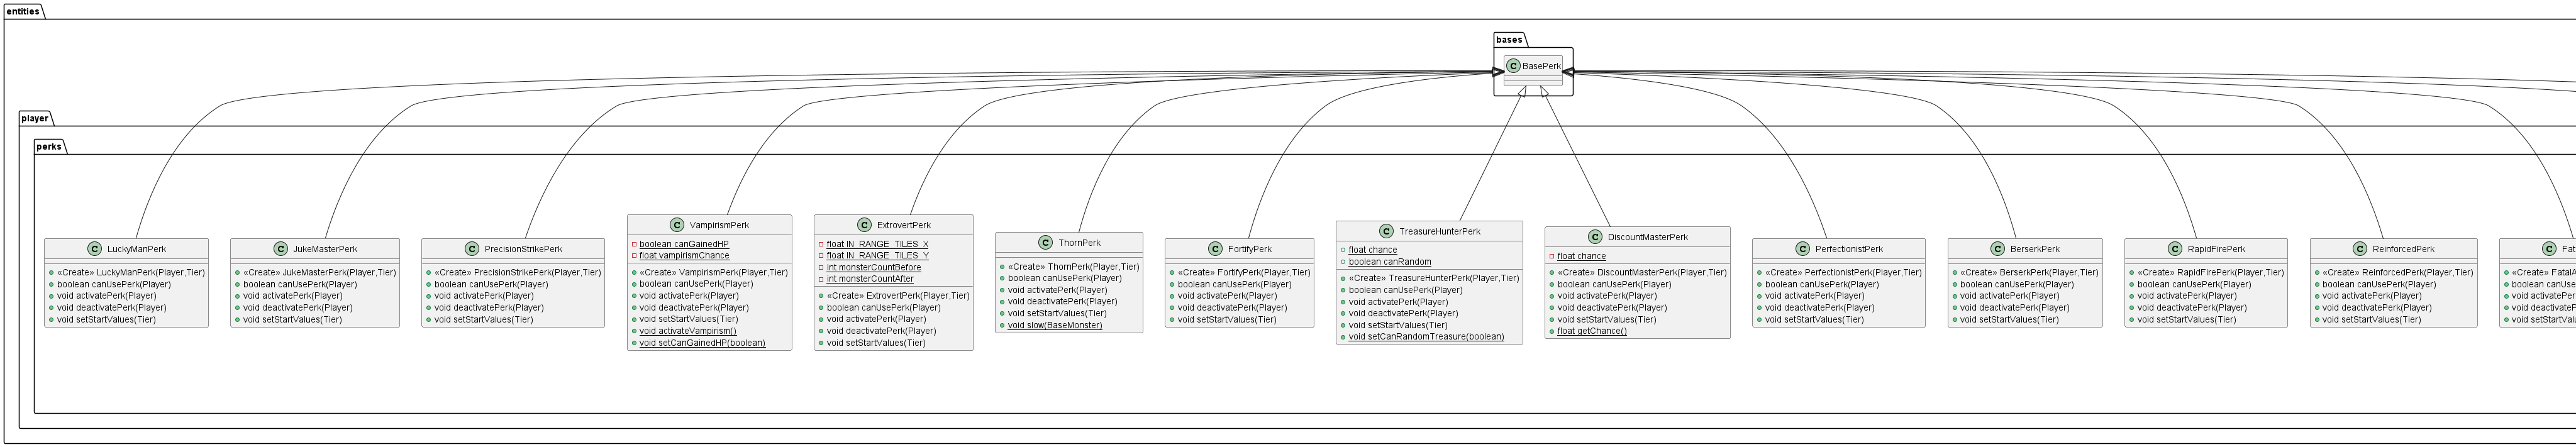 entities
bases
C BasePerk
player
perks
C LuckyManPerk
«Create» LuckyManPerk(Player,Tier)
boolean canUsePerk(Player)
void activatePerk(Player)
void deactivatePerk(Player)
void setStartValues(Tier)
C JukeMasterPerk
«Create» JukeMasterPerk(Player,Tier)
boolean canUsePerk(Player)
void activatePerk(Player)
void deactivatePerk(Player)
void setStartValues(Tier)
C PrecisionStrikePerk
«Create» PrecisionStrikePerk(Player,Tier)
boolean canUsePerk(Player)
void activatePerk(Player)
void deactivatePerk(Player)
void setStartValues(Tier)
C VampirismPerk
boolean canGainedHP
float vampirismChance
«Create» VampirismPerk(Player,Tier)
boolean canUsePerk(Player)
void activatePerk(Player)
void deactivatePerk(Player)
void setStartValues(Tier)
void activateVampirism()
void setCanGainedHP(boolean)
C ExtrovertPerk
float IN_RANGE_TILES_X
float IN_RANGE_TILES_Y
int monsterCountBefore
int monsterCountAfter
«Create» ExtrovertPerk(Player,Tier)
boolean canUsePerk(Player)
void activatePerk(Player)
void deactivatePerk(Player)
void setStartValues(Tier)
C ThornPerk
«Create» ThornPerk(Player,Tier)
boolean canUsePerk(Player)
void activatePerk(Player)
void deactivatePerk(Player)
void setStartValues(Tier)
void slow(BaseMonster)
C FortifyPerk
«Create» FortifyPerk(Player,Tier)
boolean canUsePerk(Player)
void activatePerk(Player)
void deactivatePerk(Player)
void setStartValues(Tier)
C TreasureHunterPerk
float chance
boolean canRandom
«Create» TreasureHunterPerk(Player,Tier)
boolean canUsePerk(Player)
void activatePerk(Player)
void deactivatePerk(Player)
void setStartValues(Tier)
void setCanRandomTreasure(boolean)
C DiscountMasterPerk
float chance
«Create» DiscountMasterPerk(Player,Tier)
boolean canUsePerk(Player)
void activatePerk(Player)
void deactivatePerk(Player)
void setStartValues(Tier)
float getChance()
C PerfectionistPerk
«Create» PerfectionistPerk(Player,Tier)
boolean canUsePerk(Player)
void activatePerk(Player)
void deactivatePerk(Player)
void setStartValues(Tier)
C BerserkPerk
«Create» BerserkPerk(Player,Tier)
boolean canUsePerk(Player)
void activatePerk(Player)
void deactivatePerk(Player)
void setStartValues(Tier)
C RapidFirePerk
«Create» RapidFirePerk(Player,Tier)
boolean canUsePerk(Player)
void activatePerk(Player)
void deactivatePerk(Player)
void setStartValues(Tier)
C ReinforcedPerk
«Create» ReinforcedPerk(Player,Tier)
boolean canUsePerk(Player)
void activatePerk(Player)
void deactivatePerk(Player)
void setStartValues(Tier)
C Fat
«Create» FatalA
boolean canUse
void activatePer
void deactivateP
void setStartValu